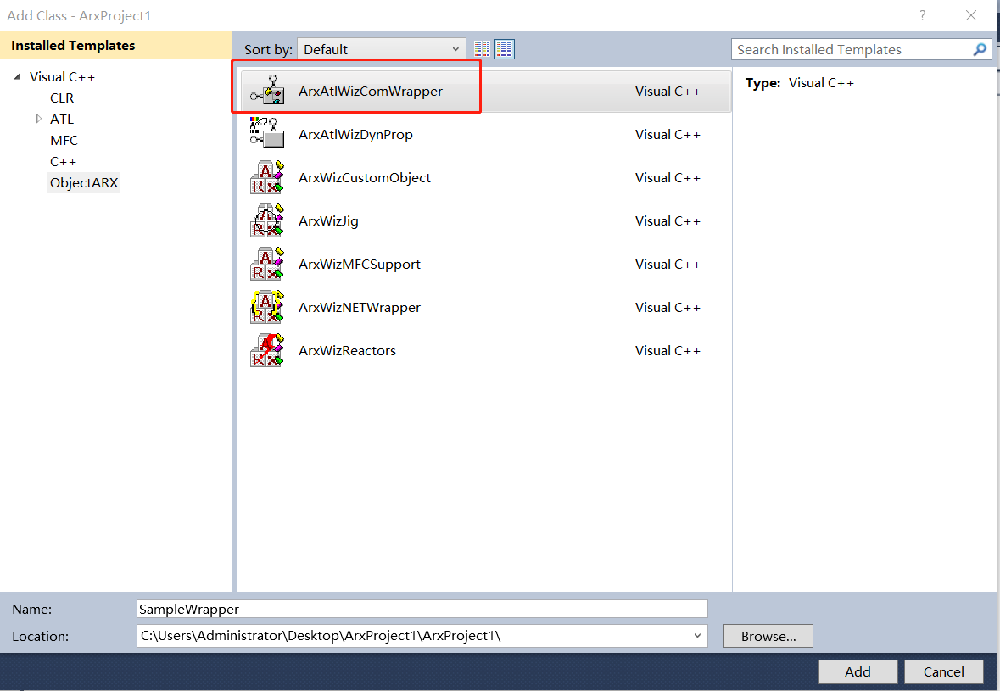 Add Class - ArxProject1
?
Installed Templates
Sort by: Default
Search Installed Templates
Visual C++
CLR
ATL
MFC
C++
ObjectARX
ArxAtlWizComWrapper Visual C++
ArxAtlWizDynProp Visual C++
ArxWizCustomObject Visual C++
ArxWizJig Visual C++
ArxWizMFCSupport Visual C++
ArxWizNETWrapper Visual C++
ArxWizReactors Visual C++
Type: Visual C++
Name: SampleWrapper
Location: C:\Users\Administrator\Desktop\ArxProject1\ArxProject1\
Browse...
Add Cancel